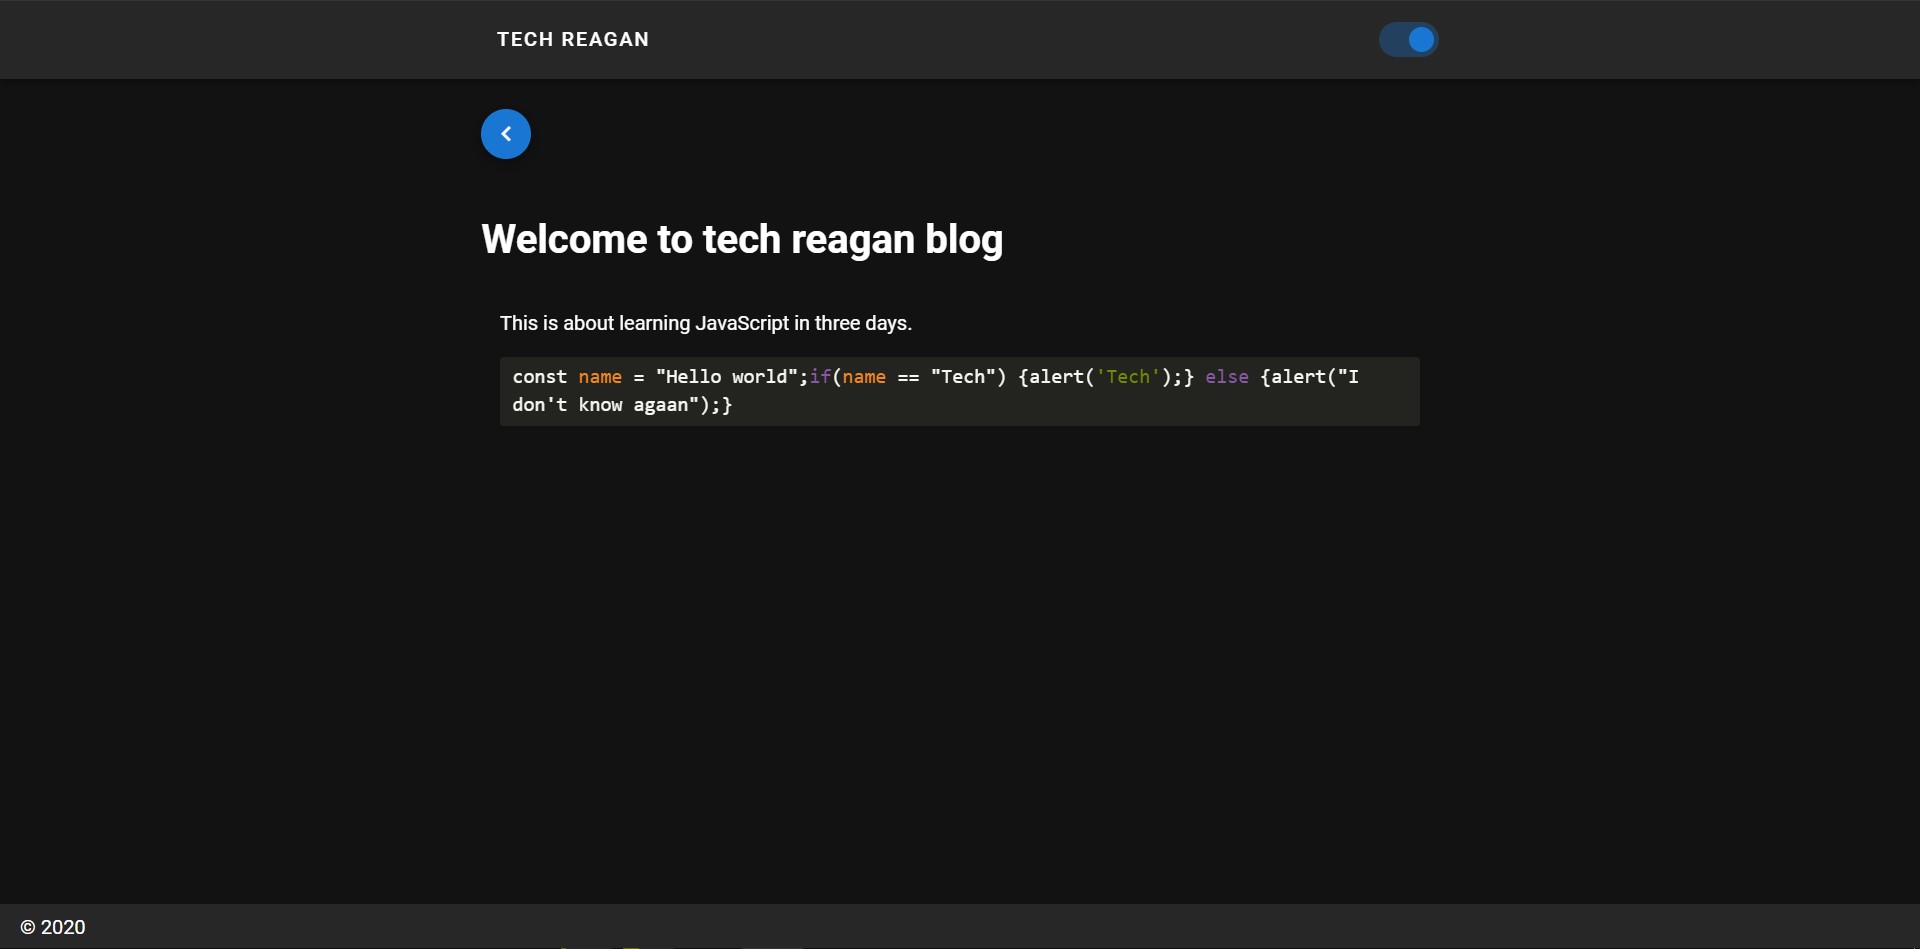 TECH REAGAN
Welcome to tech reagan blog
This is about learning JavaScript in three days.
const name = "Hello world";if(name == "Tech") {alert('Tech');} else {alert("I
don't know agaan");}
© 2020